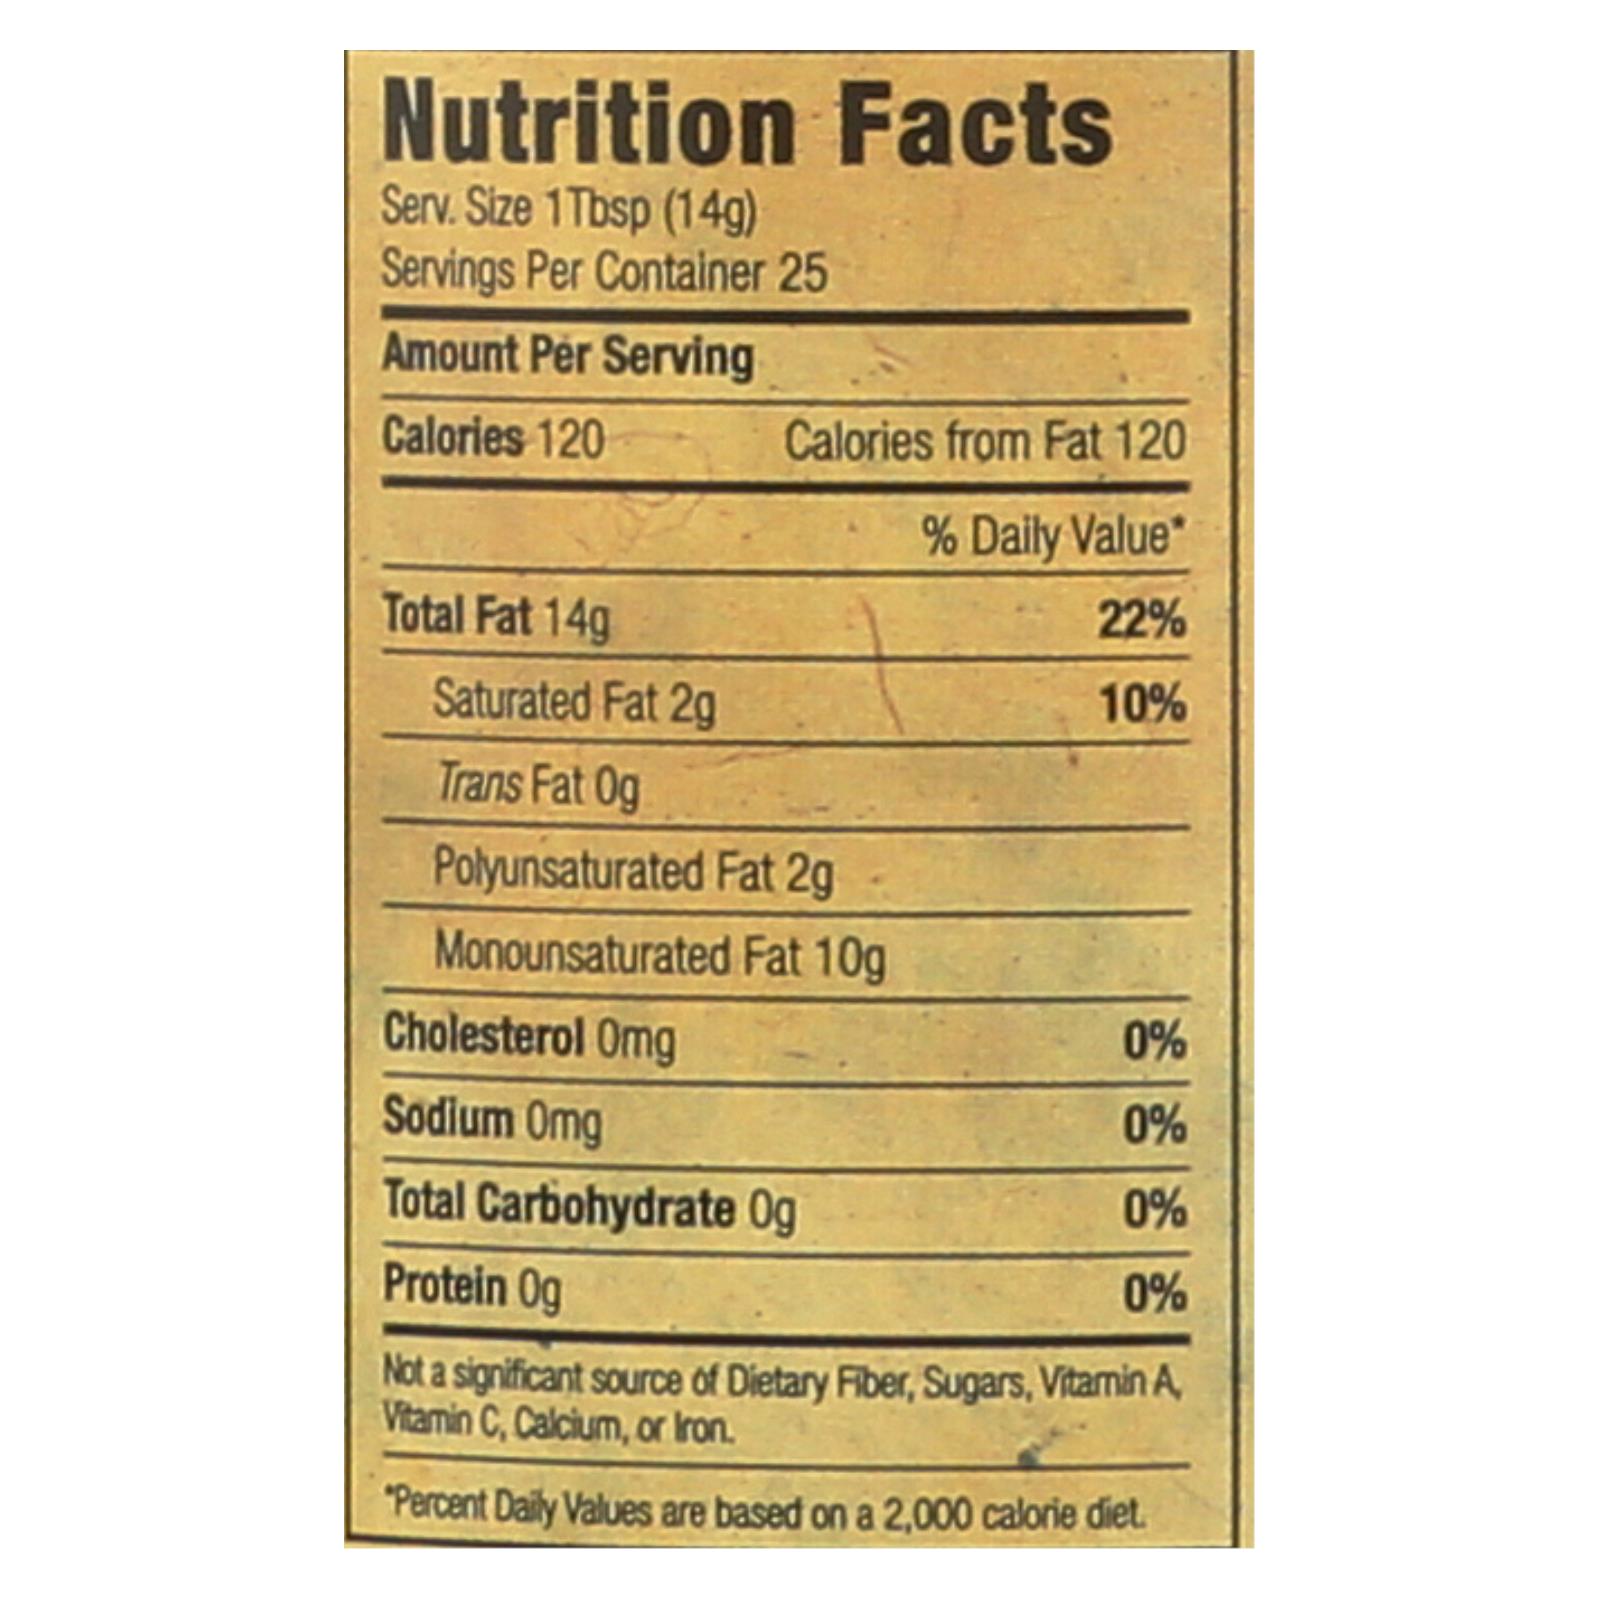 Nutrition Facts
Serv. Size 1Tbsp (14g)
Servings Per Container 25
Amount Per Serving
Calories 120 Calories from Fat 120
% Daily Value*
Total Fat 14g 22%
Saturated Fat 2g 10%
Trans Fat 0g
Polyunsaturated Fat 2g
Monounsaturated Fat 10g
Cholesterol 0mg 0%
Sodium 0mg 0%
Total Carbohydrate 0g 0%
Protein 0g 0%
Not a significant source of Dietary Fiber, Sugars, Vitamin A,
Vitamin C, Calcium, or Iron.
*Percent Daily Values are based on a 2,000 calorie diet.